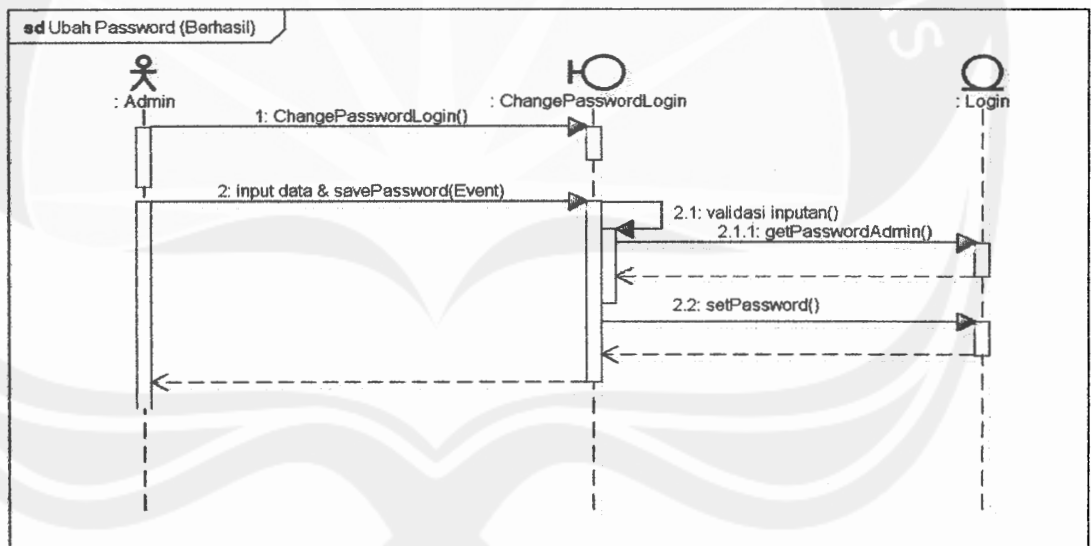 sd Ubah Password (Berhasil)
: Admin
: ChangePasswordLogin
: Login
1: ChangePasswordLogin()
2: input data & savePassword(Event)
2.1: validasi inputan()
2.1.1: getPasswordAdmin()
2.2: setPassword()